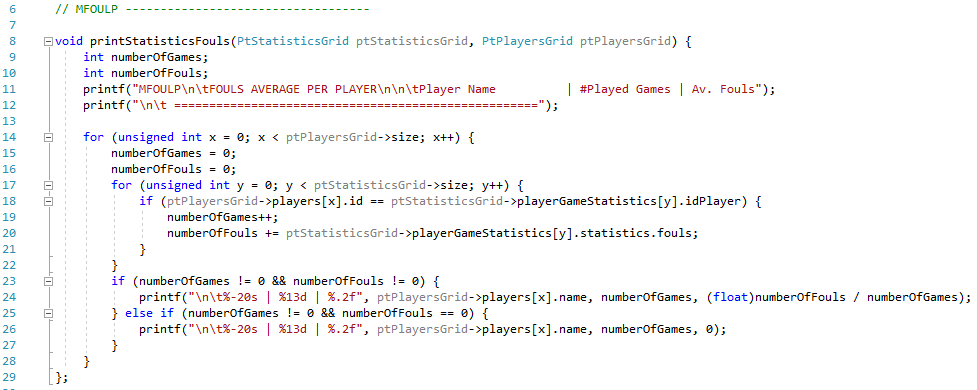 6 // MFOULP -----------------------------------
7
8 void printStatisticsFouls(PtStatisticsGrid ptStatisticsGrid, PtPlayersGrid ptPlayersGrid) {
9     int numberOfGames;
10     int numberOfFouls;
11     printf("MFOULP\n\tFOULS AVERAGE PER PLAYER\n\n\tPlayer Name          | #Played Games | Av. Fouls");
12     printf("\n\t ====================================================");
13
14     for (unsigned int x = 0; x < ptPlayersGrid->size; x++) {
15         numberOfGames = 0;
16         numberOfFouls = 0;
17         for (unsigned int y = 0; y < ptStatisticsGrid->size; y++) {
18             if (ptPlayersGrid->players[x].id == ptStatisticsGrid->playerGameStatistics[y].idPlayer) {
19                 numberOfGames++;
20                 numberOfFouls += ptStatisticsGrid->playerGameStatistics[y].statistics.fouls;
21             }
22         }
23         if (numberOfGames != 0 && numberOfFouls != 0) {
24             printf("\n\t%-20s | %13d | %.2f", ptPlayersGrid->players[x].name, numberOfGames, (float)numberOfFouls / numberOfGames);
25         } else if (numberOfGames != 0 && numberOfFouls == 0) {
26             printf("\n\t%-20s | %13d | %.2f", ptPlayersGrid->players[x].name, numberOfGames, 0);
27         }
28     }
29 };